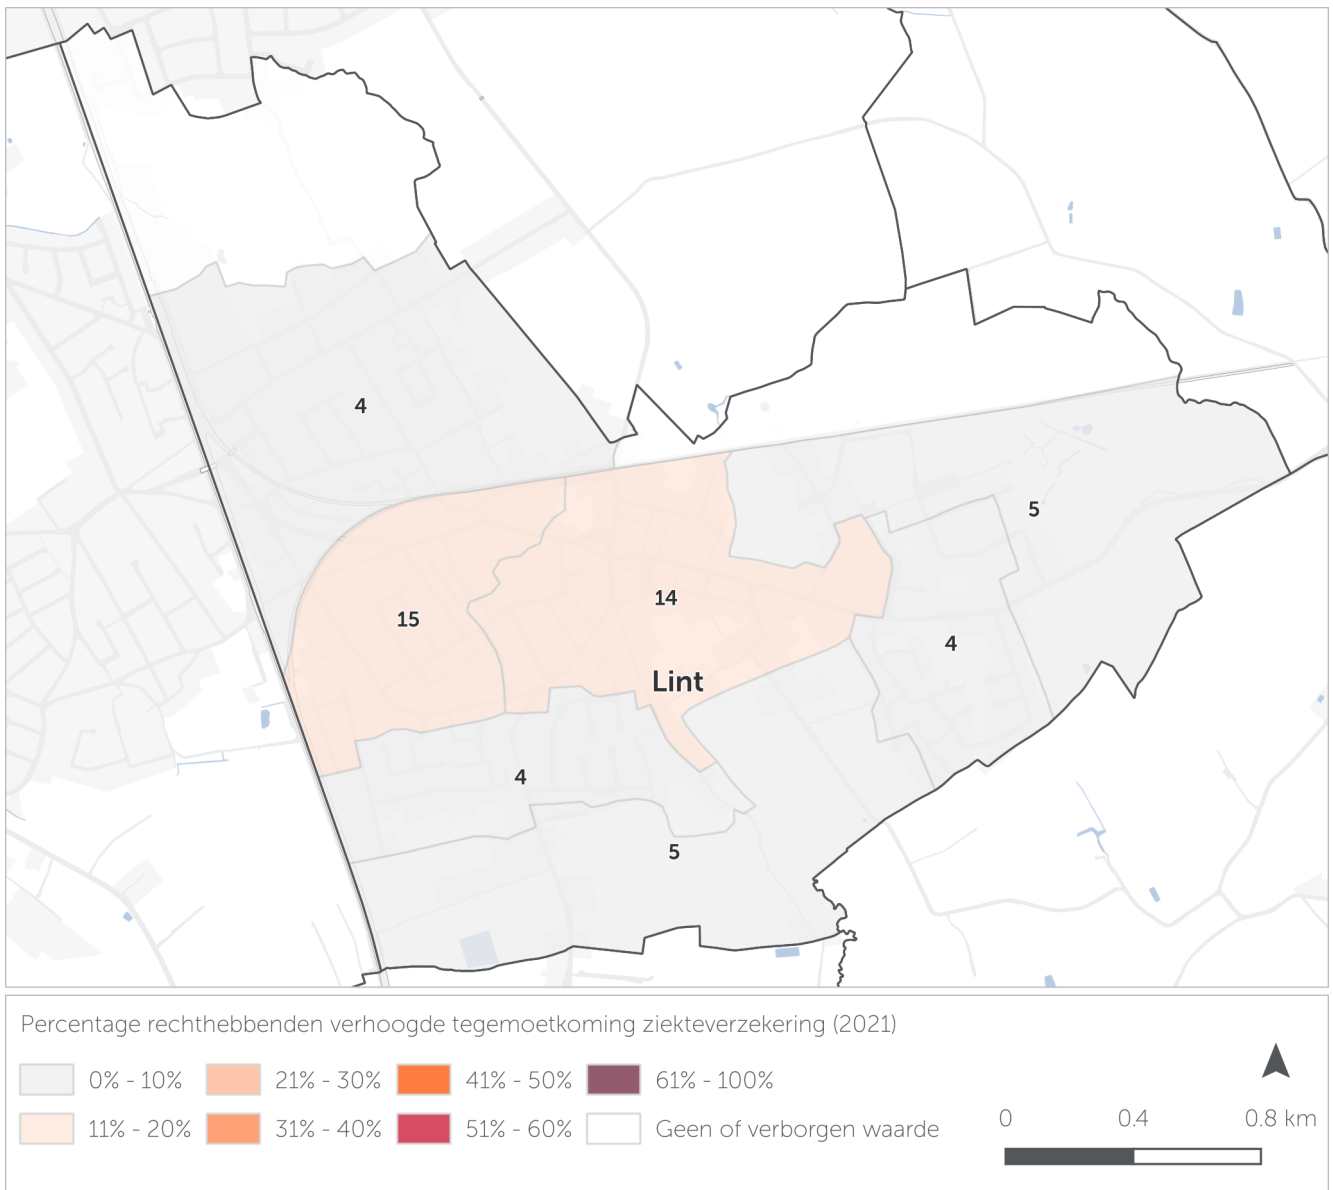 4
5
15
14
4
Lint
4
5
Percentage rechthebbenden verhoogde tegemoetkoming ziekteverzekering (2021)
0% - 10%
21% - 30%
41% - 50%
61% - 100%
11% - 20%
31% - 40%
51% - 60%
Geen of verborgen waarde
0 0.4 0.8 km